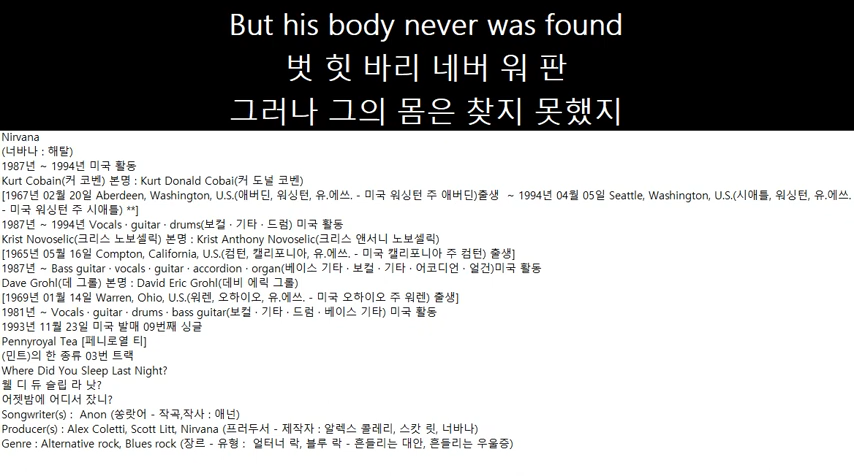 But his body never was found
벗 힛 바리 네버 워 판
그러나 그의 몸은 찾지 못했지
Nirvana
(너바나 : 해탈)
1987년 ~ 1994년 미국 활동
Kurt Cobain(커 코벤) 본명 : Kurt Donald Cobai(커 도널 코벤)
[1967년 02월 20일 Aberdeen, Washington, U.S.(애버딘, 워싱턴, 유.에쓰. - 미국 워싱턴 주 애버딘)출생 ~ 1994년 04월 05일 Seattle, Washington, U.S.(시애틀, 워싱턴, 유.에쓰.
- 미국 워싱턴 주 시애틀) **]
1987년 ~ 1994년 Vocals · guitar · drums(보컬 · 기타 · 드럼) 미국 활동
Krist Novoselic(크리스 노보셀릭) 본명 : Krist Anthony Novoselic(크리스 앤서니 노보셀릭)
[1965년 05월 16일 Compton, California, U.S.(컴턴, 캘리포니아, 유.에쓰. - 미국 캘리포니아 주 컴턴) 출생]
1987년 ~ Bass guitar · vocals · guitar · accordion · organ(베이스 기타 · 보컬 · 기타 · 어코디언 · 얼건)미국 활동
Dave Grohl(데 그롤) 본명 : David Eric Grohl(데비 에릭 그롤)
[1969년 01월 14일 Warren, Ohio, U.S.(워렌, 오하이오, 유.에쓰. - 미국 오하이오 주 워렌) 출생]
1981년 ~ Vocals · guitar · drums · bass guitar(보컬 · 기타 · 드럼 · 베이스 기타) 미국 활동
1993년 11월 23일 미국 발매 09번째 싱글
Pennyroyal Tea [페니로열 티]
(민트)의 한 종류 03번 트랙
Where Did You Sleep Last Night?
웰 디 듀 슬립 라 낫?
어젯밤에 어디서 잤니?
Songwriter(s) : Anon (쏭랏어 - 작곡,작사 : 애넌)
Producer(s) : Alex Coletti, Scott Litt, Nirvana (프러두서 - 제작자 : 알렉스 콜레리, 스캇 릿, 너바나)
Genre : Alternative rock, Blues rock (장르 - 유형 : 얼터너 락, 블루 락 - 흔들리는 대안, 흔들리는 우울증)